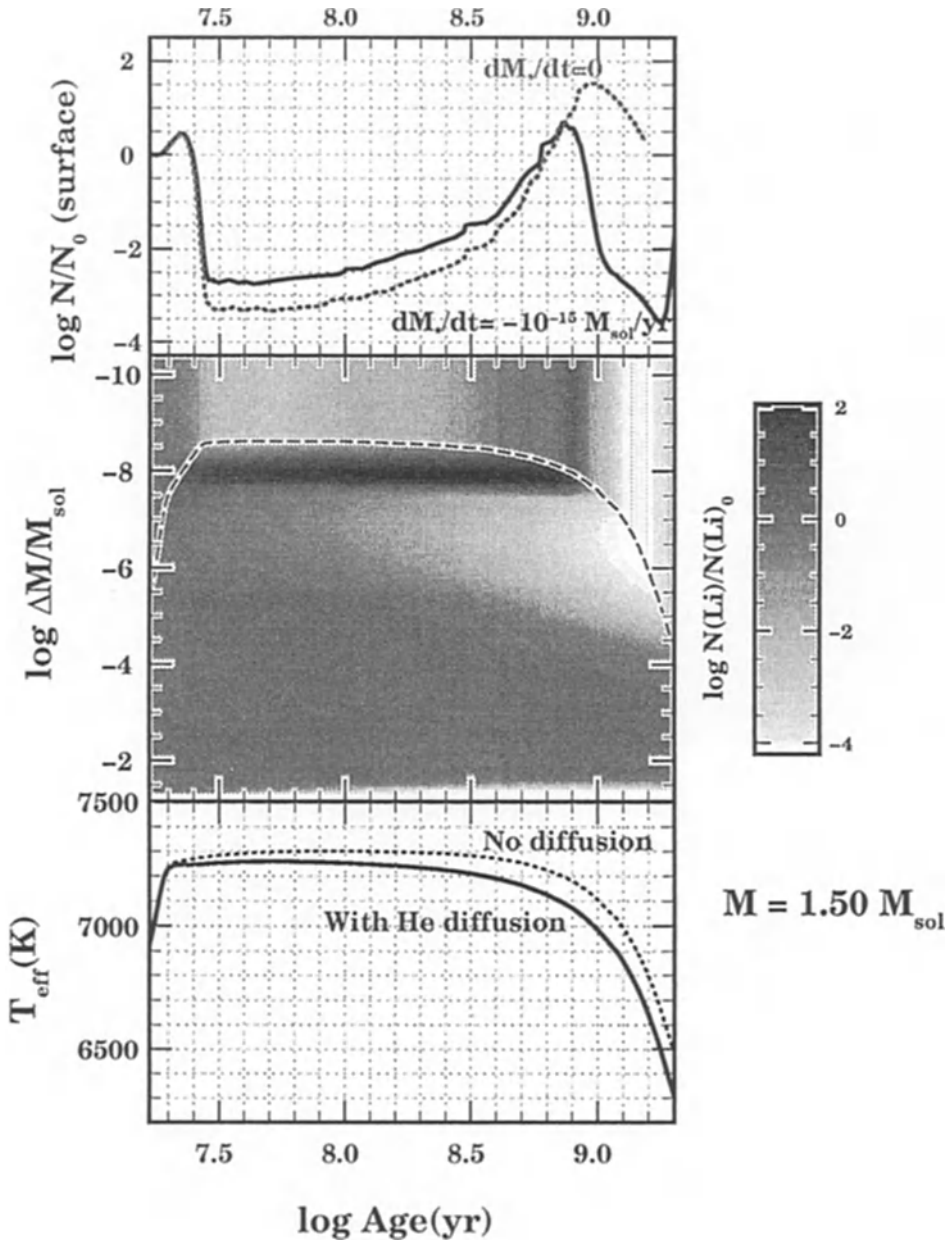 7.5 8.0 8.5 9.0
2
0
-2
-4
log N/N0 (surface)
dM*/dt=0
dM*/dt= -10^-15 Msol/yr
-10
-8
-6
-4
-2
log ΔM/Msol
2
0
-2
-4
log N(Li)/N(Li)0
7500
7000
6500
Teff(K)
No diffusion
With He diffusion
M = 1.50 Msol
7.5 8.0 8.5 9.0
log Age(yr)